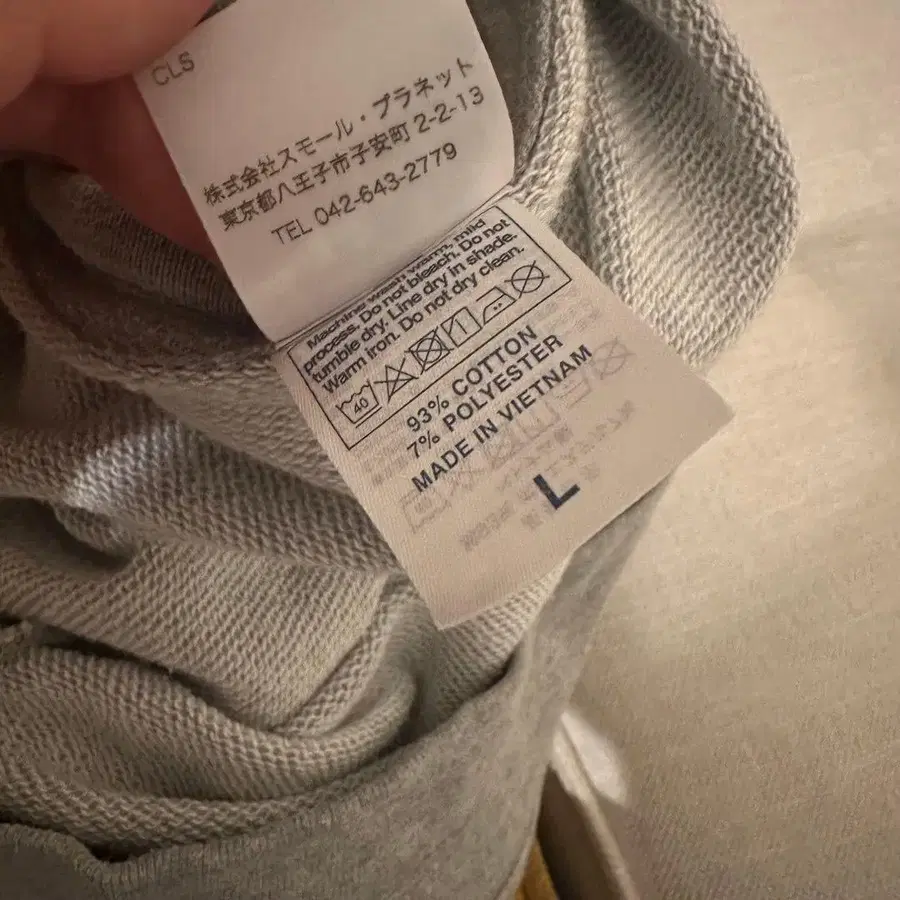 CL5
株式会社スモール・プラネット
東京都八王子市子安町 2-2-13
TEL 042-643-2779
Machine wash warm, mild
process. Do not bleach. Do not
tumble dry. Line dry in shade.
Warm iron. Do not dry clean.
40
93% COTTON
7% POLYESTER
MADE IN VIETNAM
L